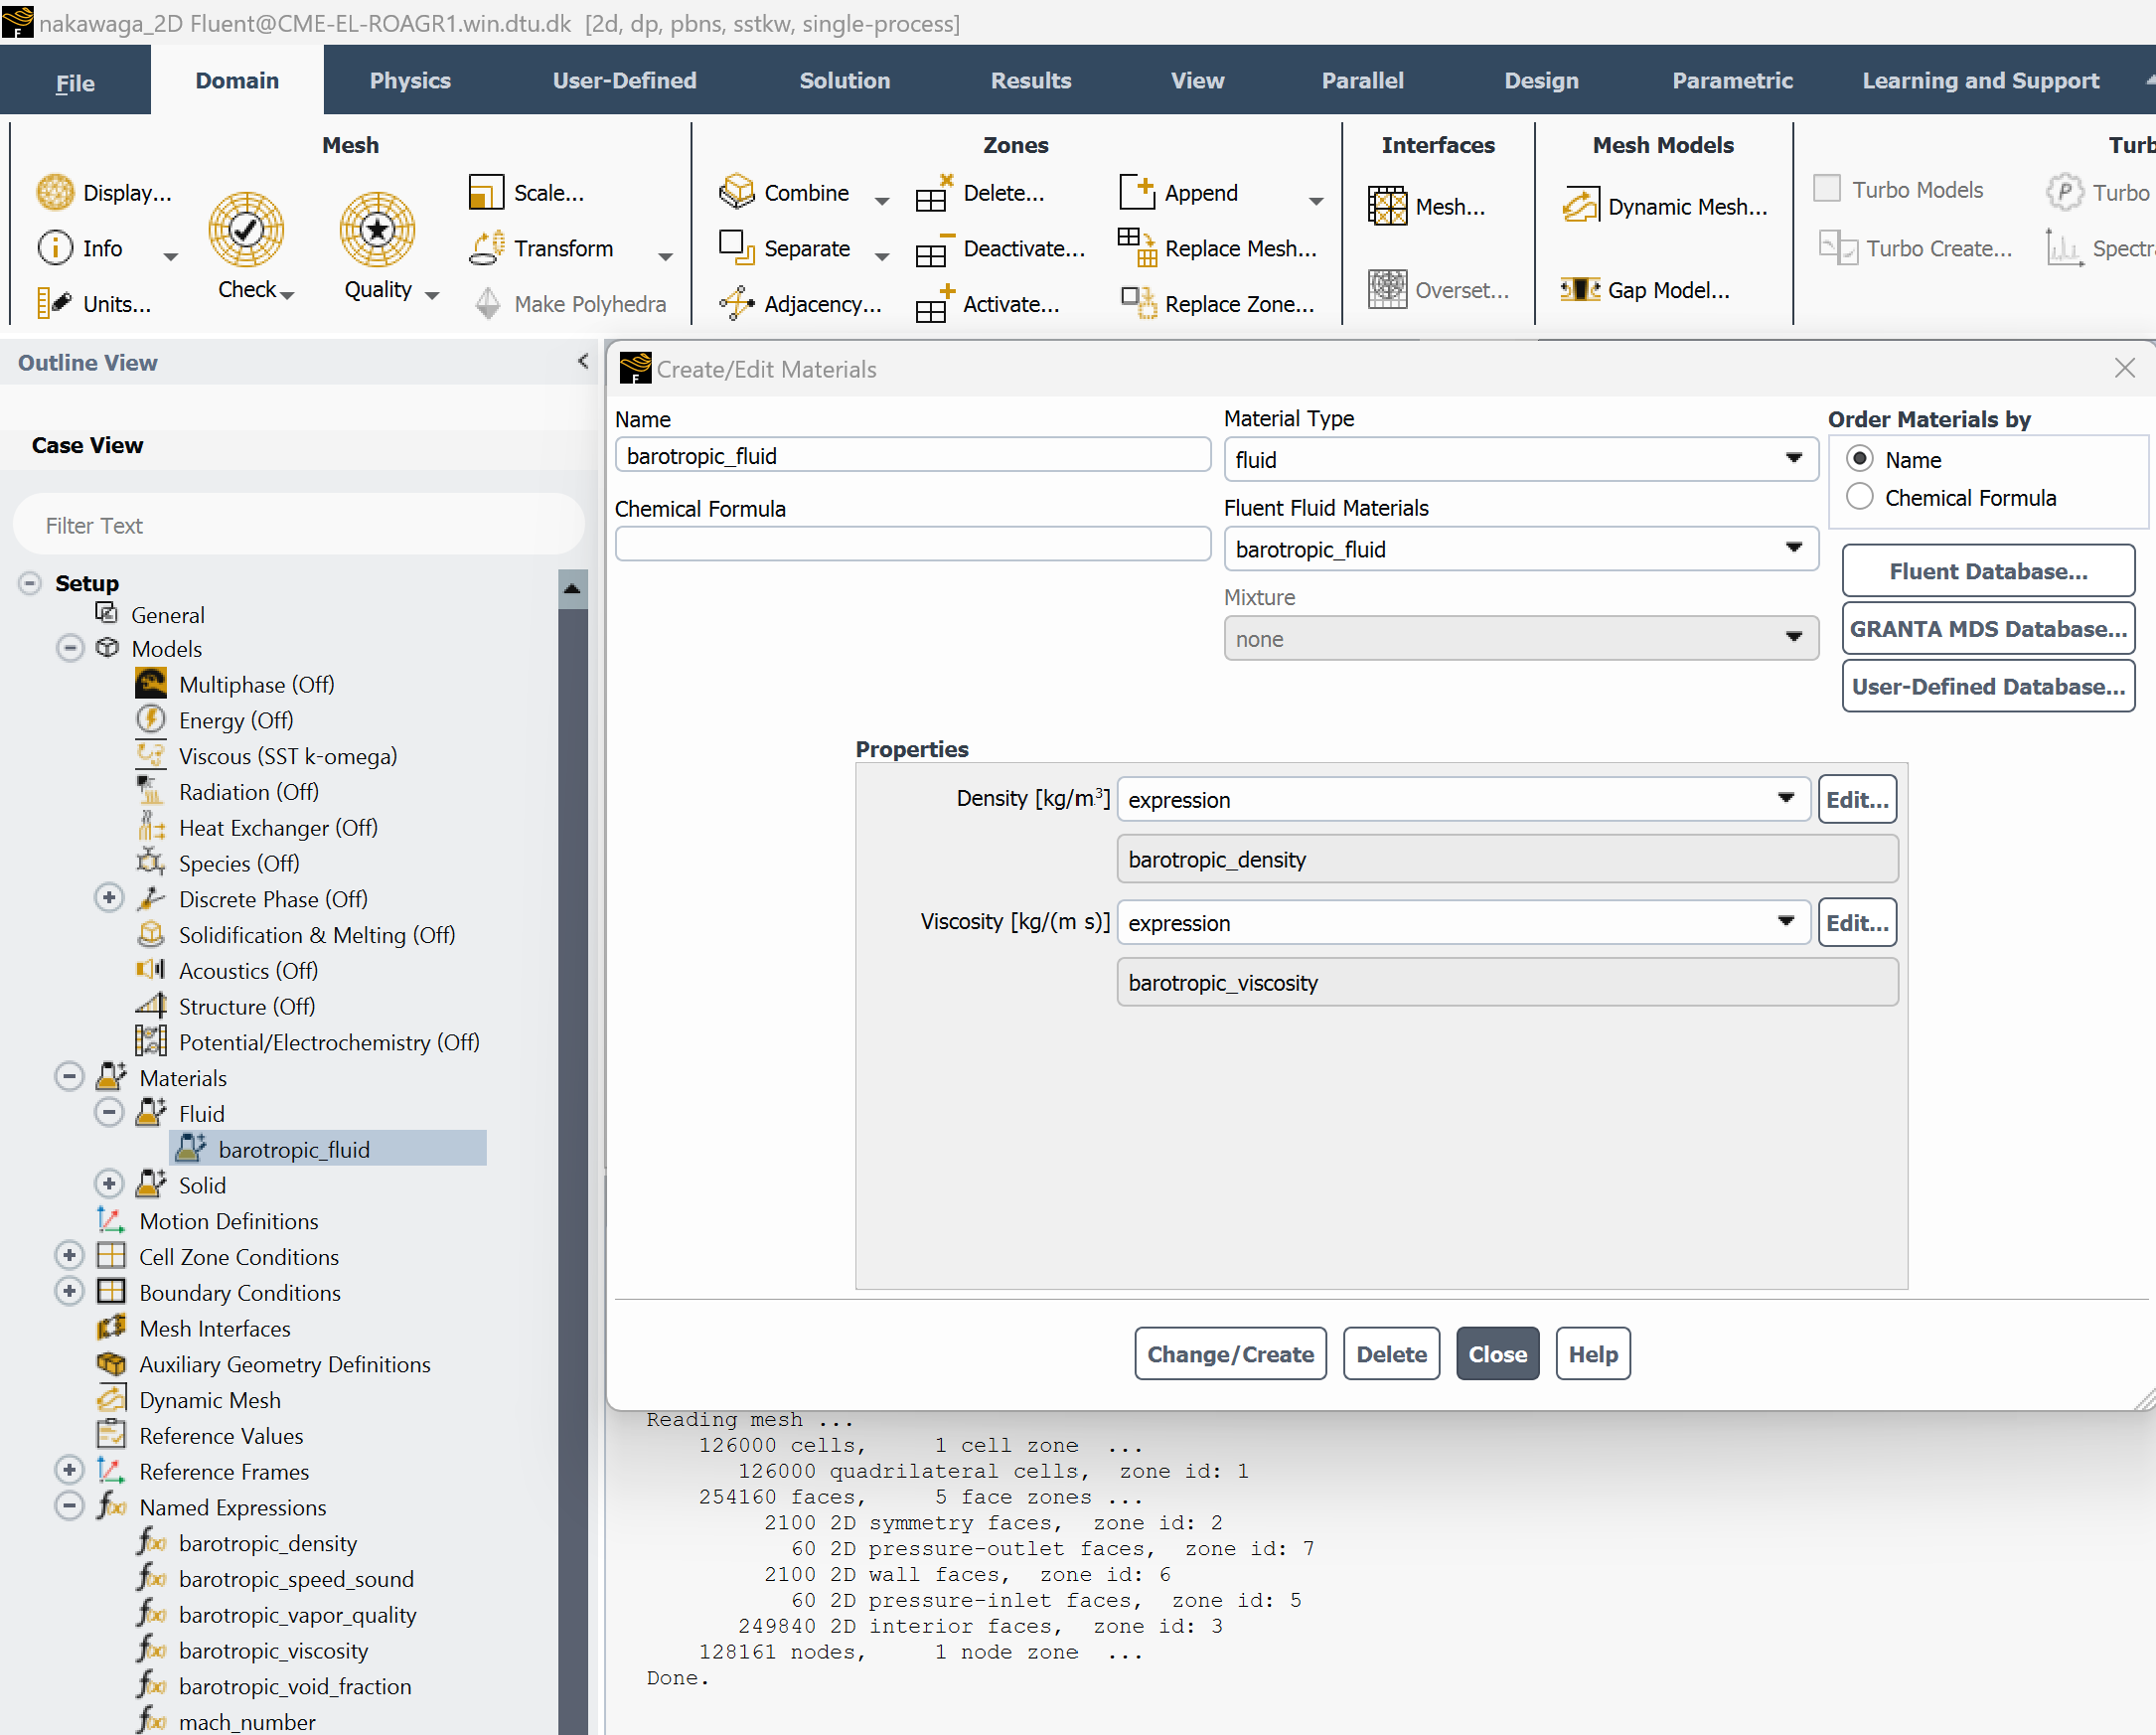 nakawaga_2D Fluent@CME-EL-ROAGR1.win.dtu.dk [2d, dp, pbns, sstkw, single-process]
File Domain Physics User-Defined Solution Results View Parallel Design Parametric Learning and Support
Mesh
Display...
Info
Units...
Check
Quality
Scale...
Transform
Make Polyhedra
Zones
Combine
Separate
Adjacency...
Delete...
Deactivate...
Activate...
Append
Replace Mesh...
Replace Zone...
Interfaces
Mesh...
Overset...
Mesh Models
Dynamic Mesh...
Gap Model...
Turb
Turbo Models
Turbo Create...
Turbo
Spectr
Outline View
<
Case View
Filter Text
Setup
General
Models
Multiphase (Off)
Energy (Off)
Viscous (SST k-omega)
Radiation (Off)
Heat Exchanger (Off)
Species (Off)
Discrete Phase (Off)
Solidification & Melting (Off)
Acoustics (Off)
Structure (Off)
Potential/Electrochemistry (Off)
Materials
Fluid
barotropic_fluid
Solid
Motion Definitions
Cell Zone Conditions
Boundary Conditions
Mesh Interfaces
Auxiliary Geometry Definitions
Dynamic Mesh
Reference Values
Reference Frames
Named Expressions
barotropic_density
barotropic_speed_sound
barotropic_vapor_quality
barotropic_viscosity
barotropic_void_fraction
mach_number
Create/Edit Materials
Name
barotropic_fluid
Chemical Formula
Material Type
fluid
Fluent Fluid Materials
barotropic_fluid
Mixture
none
Order Materials by
Name
Chemical Formula
Fluent Database...
GRANTA MDS Database...
User-Defined Database...
Properties
Density [kg/m³] expression Edit...
barotropic_density
Viscosity [kg/(m s)] expression Edit...
barotropic_viscosity
Change/Create Delete Close Help
Reading mesh ...
126000 cells, 1 cell zone ...
126000 quadrilateral cells, zone id: 1
254160 faces, 5 face zones ...
2100 2D symmetry faces, zone id: 2
60 2D pressure-outlet faces, zone id: 7
2100 2D wall faces, zone id: 6
60 2D pressure-inlet faces, zone id: 5
249840 2D interior faces, zone id: 3
128161 nodes, 1 node zone ...
Done.